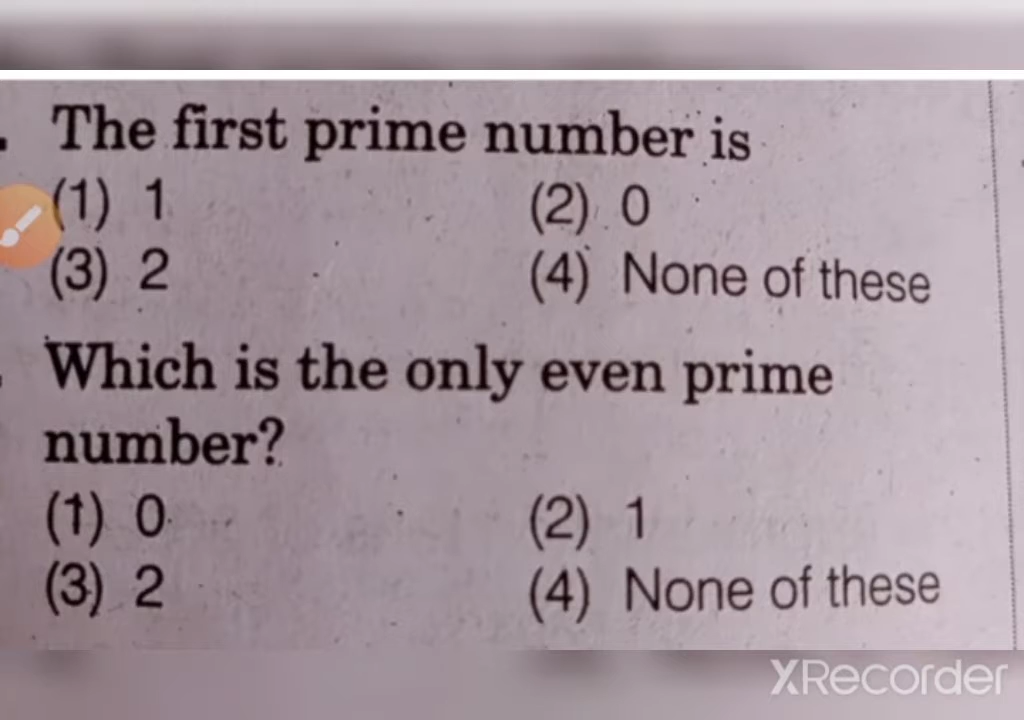 . The first prime number is
(1) 1 (2) 0
(3) 2 (4) None of these
. Which is the only even prime
number?
(1) 0 (2) 1
(3) 2 (4) None of these
XRecorder